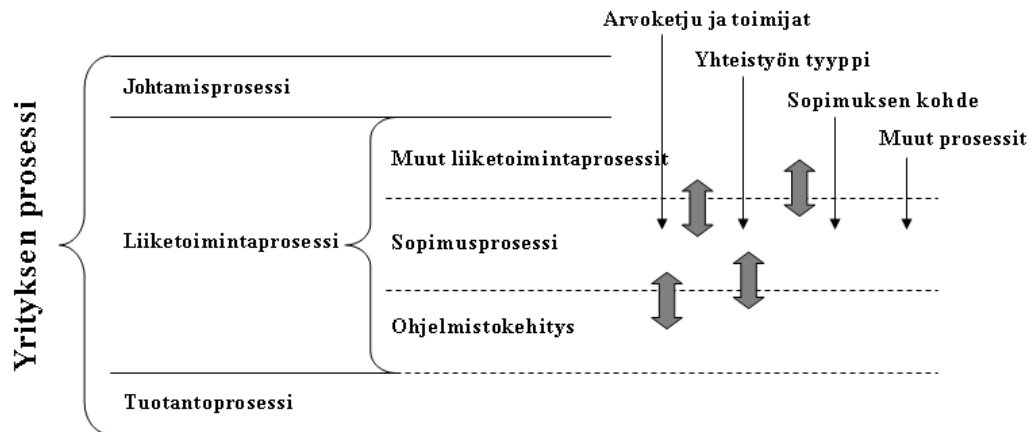 Arvoketju ja toimijat
Yhteistyön tyyppi
Johtamisprosessi
Sopimuksen kohde
Muut prosessit
Muut liiketoimintaprosessit
Yrityksen prosessi
Liiketoimintaprosessi
Sopimusprosessi
Ohjelmistokehitys
Tuotantoprosessi